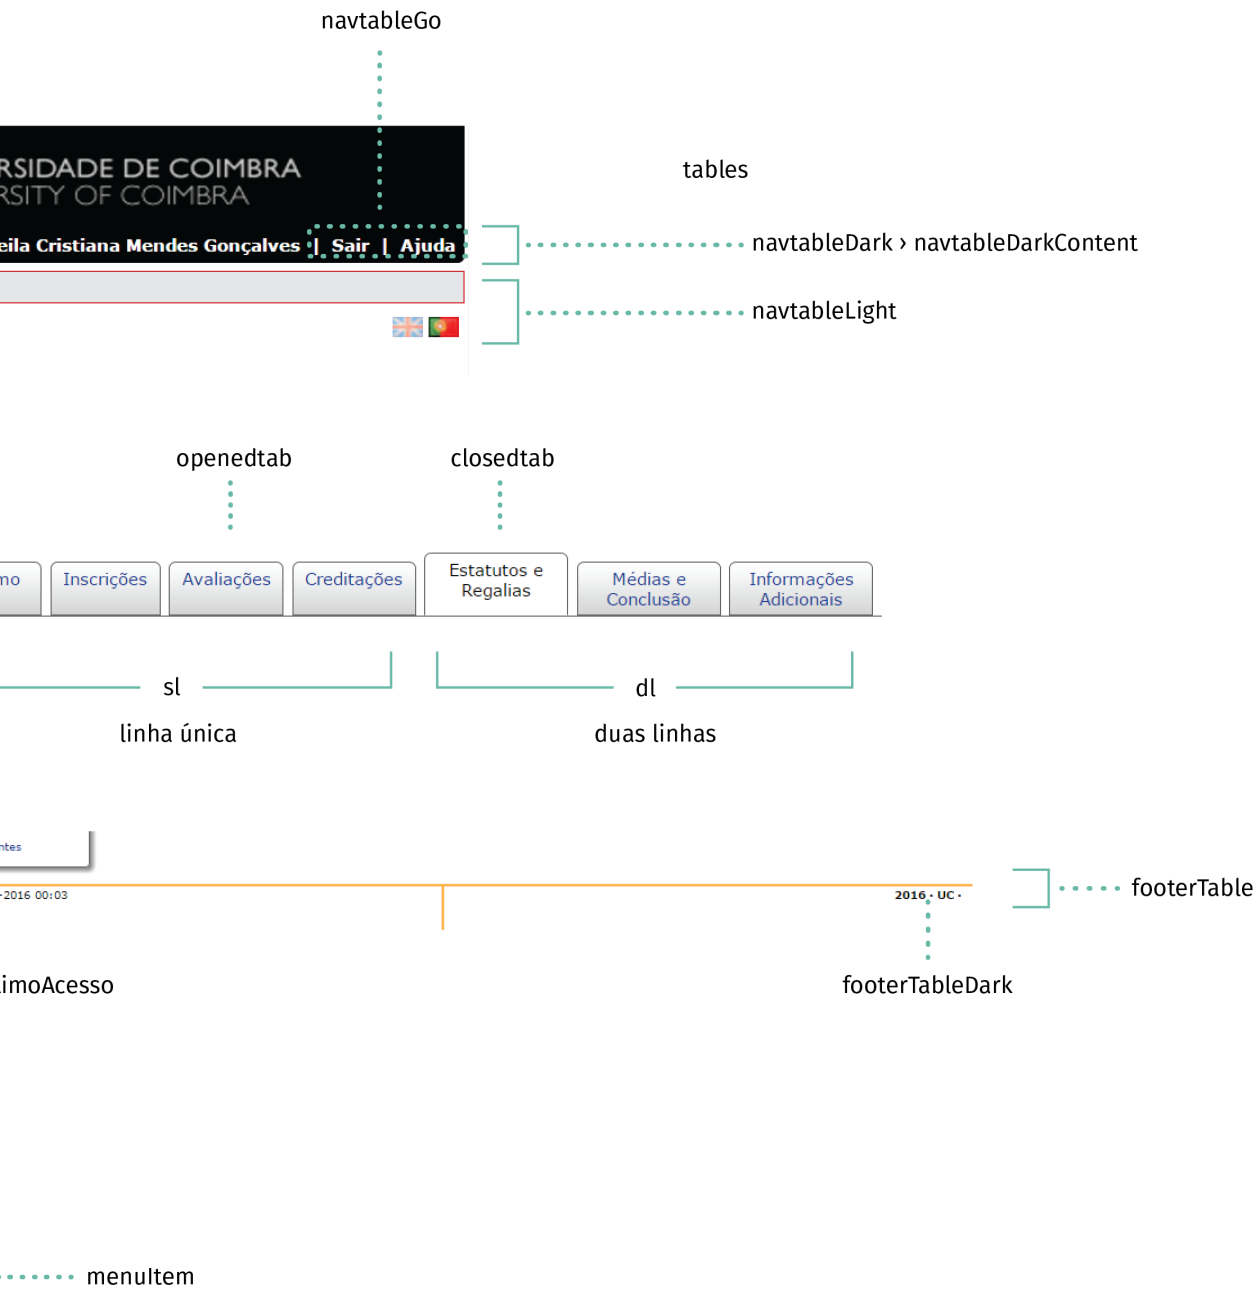 navtableGo
RSIDADE DE COIMBRA
RSITY OF COIMBRA
tables
eila Cristiana Mendes Gonçalves | Sair | Ajuda
navtableDark › navtableDarkContent
navtableLight
openedtab
closedtab
mo
Inscrições
Avaliações
Creditações
Estatutos e
Regalias
Médias e
Conclusão
Informações
Adicionais
sl
dl
linha única
duas linhas
ntes
-2016 00:03
2016 · UC ·
footerTable
timoAcesso
footerTableDark
menuItem